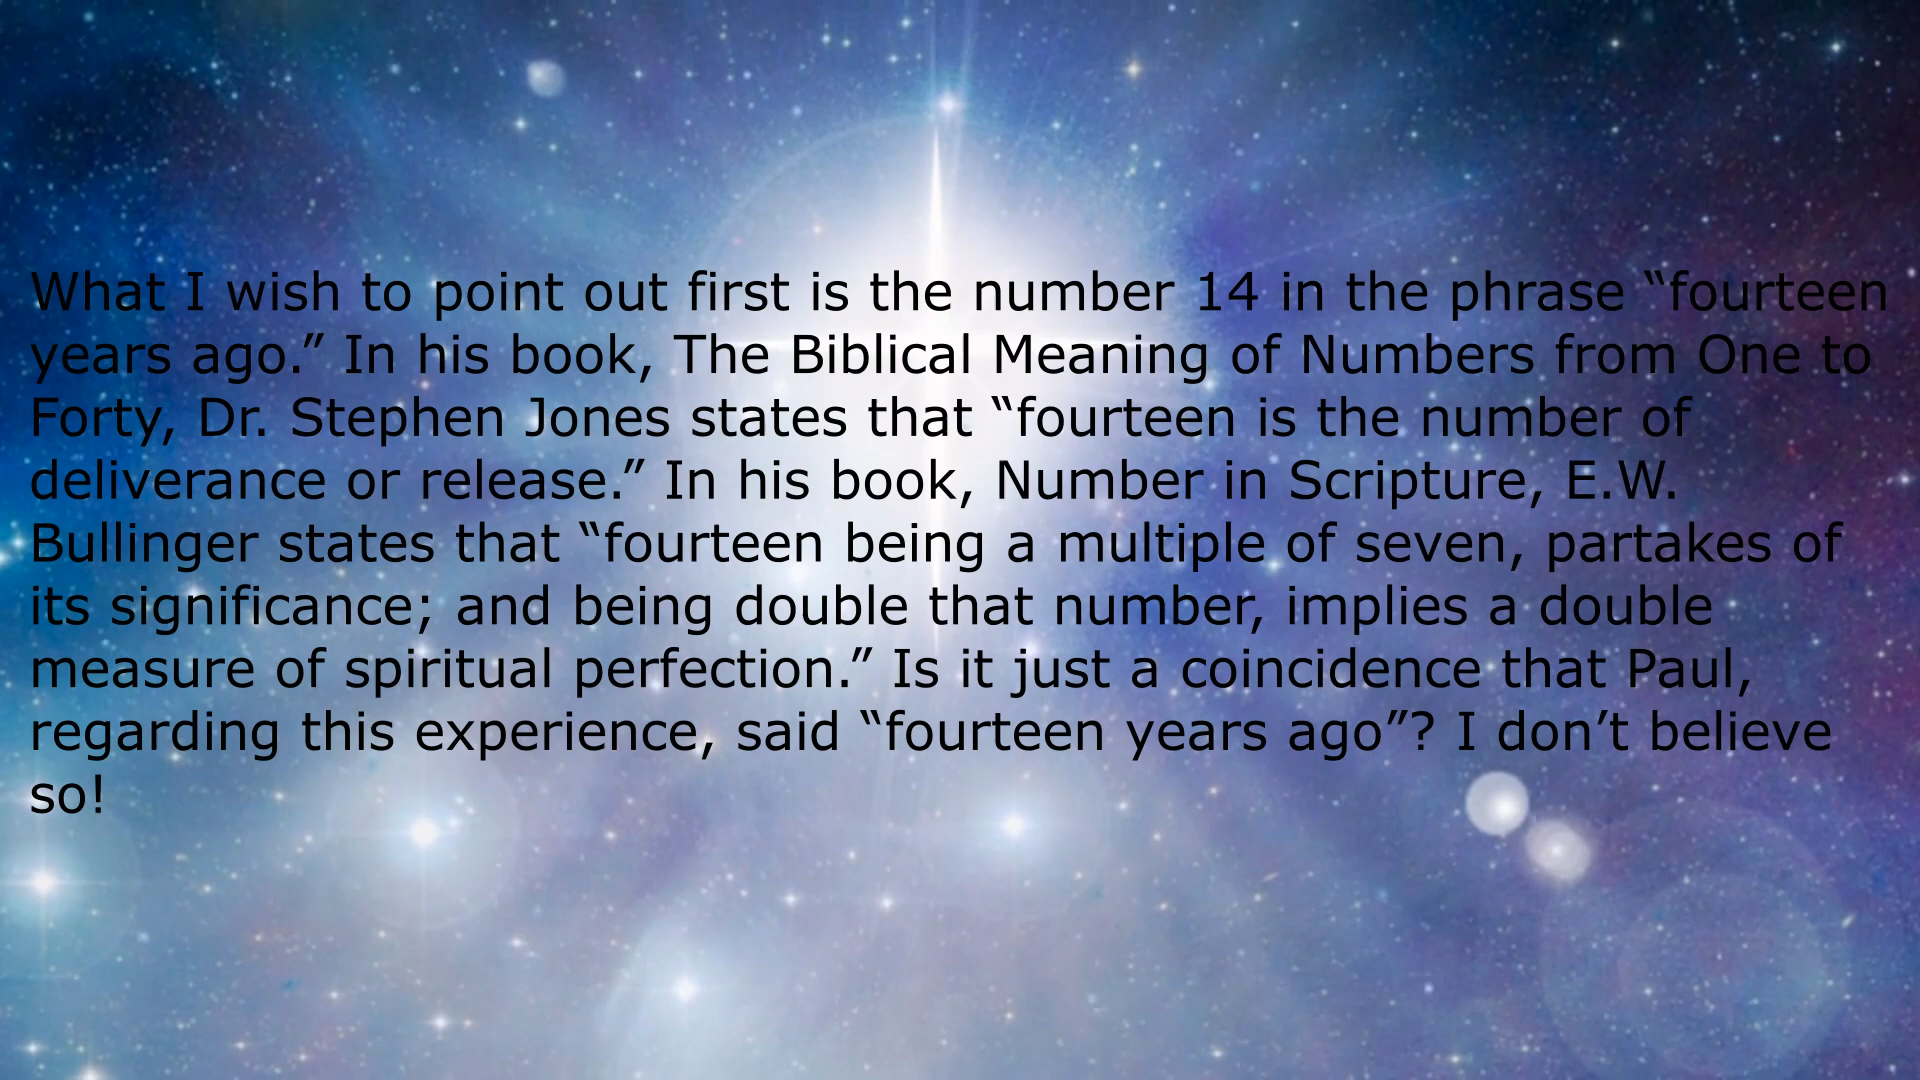 What I wish to point out first is the number 14 in the phrase “fourteen
years ago.” In his book, The Biblical Meaning of Numbers from One to
Forty, Dr. Stephen Jones states that “fourteen is the number of
deliverance or release.” In his book, Number in Scripture, E.W.
Bullinger states that “fourteen being a multiple of seven, partakes of
its significance; and being double that number, implies a double
measure of spiritual perfection.” Is it just a coincidence that Paul,
regarding this experience, said “fourteen years ago”? I don’t believe
so!